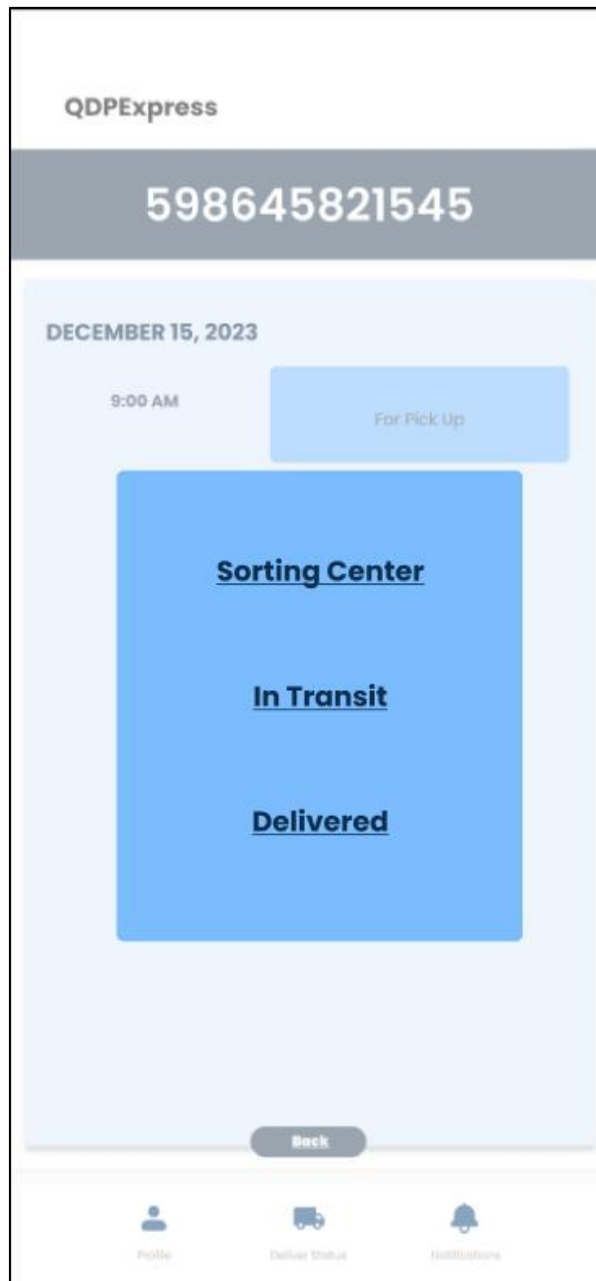 QDPExpress
598645821545
DECEMBER 15, 2023
9:00 AM
For Pick Up
Sorting Center
In Transit
Delivered
Back
Profile
Deliver Status
Notifications